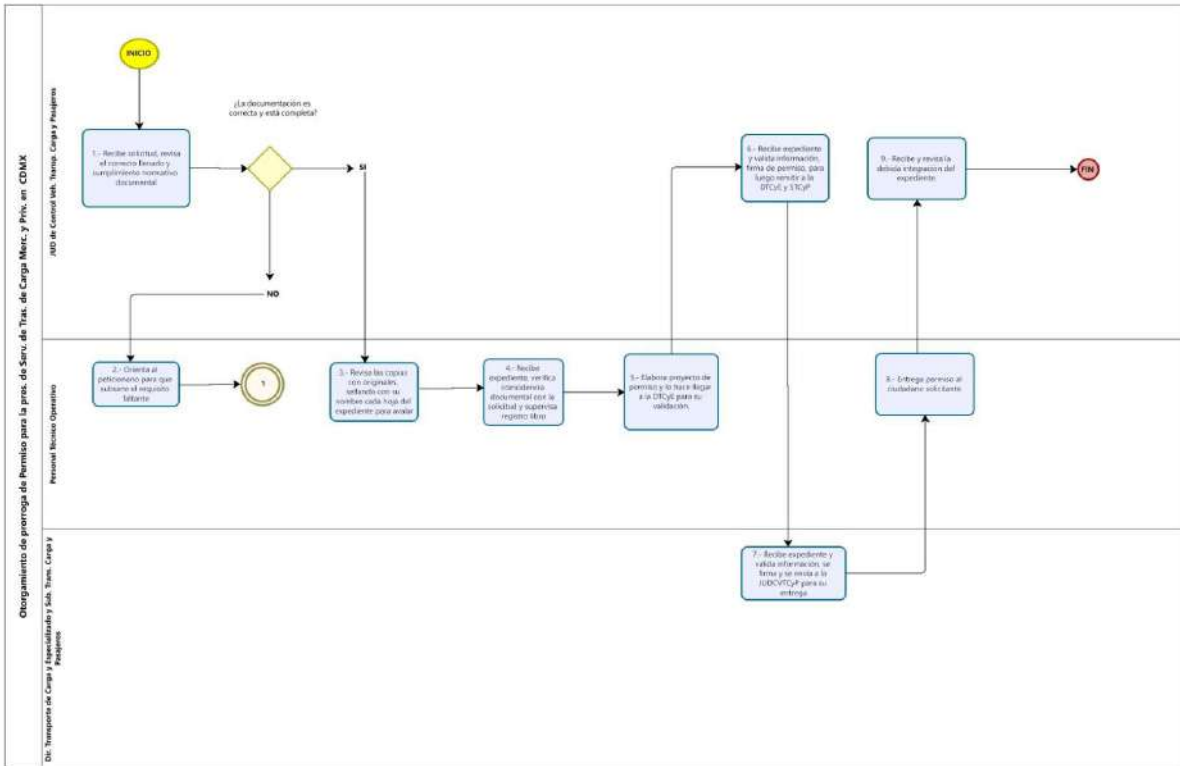 Otorgamiento de prorroga de Permiso para la pres. de Serv. de Tras. de Carga Merc. y Priv. en CDMX
JUD de Control Veh. Transp. Carga y Pasajeros
INICIO
¿La documentación es
correcta y está completa?
1.- Recibe solicitud, revisa
el correcto llenado y
cumplimiento normativo
documental
SI
NO
6.- Recibe expediente
y valida información,
firma de permiso, para
luego remitir a la
DTCyE y STCyP
9.- Recibe y revisa la
debida integracion del
expediente.
FIN
Personal Técnico Operativo
2.- Orienta al
peticionario para que
subsane el requisito
faltante
1
3.- Revisa las copias
con originales,
sellando con su
nombre cada hoja del
expediente para avalar
4.- Recibe
expediente, verifica
coincidencia
documental con la
solicitud y supervisa
registro libro
5.- Elabora proyecto de
permiso y lo hace llegar
a la DTCyE para su
validación.
8.- Entrega permiso al
ciudadano solicitante
Dir. Transporte de Carga y Especializado y Sub. Trans. Carga y
Pasajeros
7.- Recibe expediente y
valida información, se
firma y se envia a la
JUDCVTCyP para su
entrega